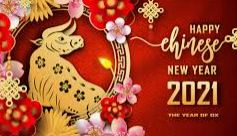 HAPPY
chinese
NEW YEAR
2021
THE YEAR OF OX